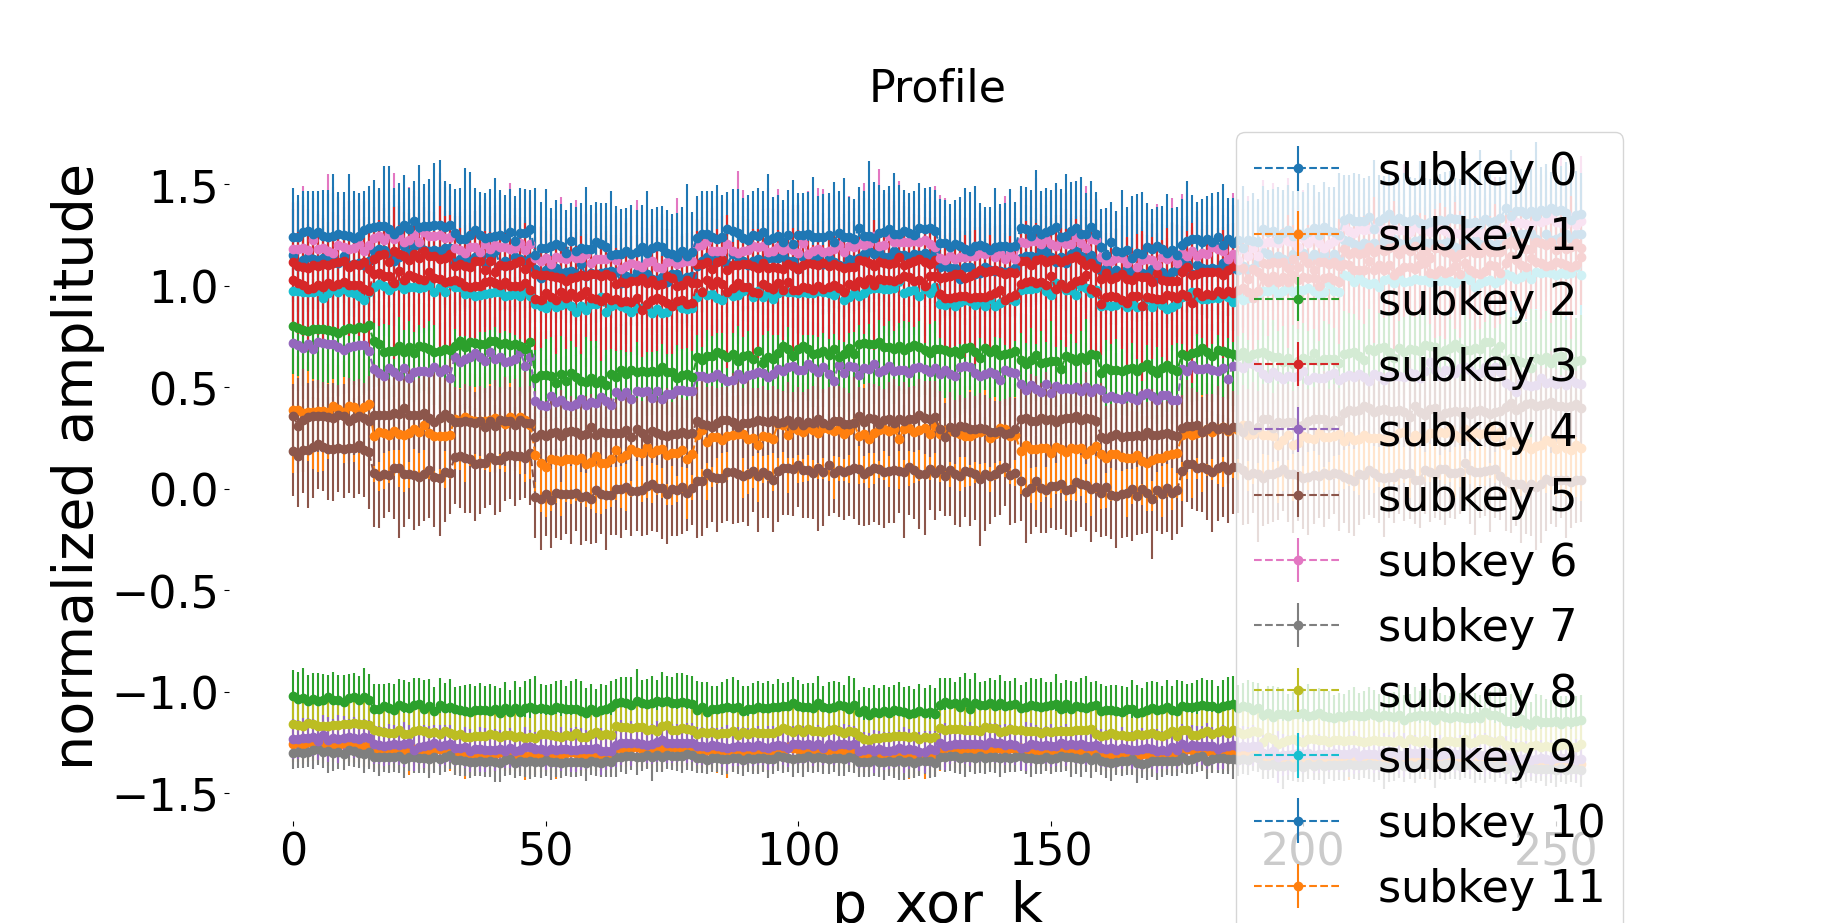 Profile
normalized amplitude
1.5
1.0
0.5
0.0
−0.5
−1.0
−1.5
0 50 100 150 200 250
p_xor_k
subkey 0
subkey 1
subkey 2
subkey 3
subkey 4
subkey 5
subkey 6
subkey 7
subkey 8
subkey 9
subkey 10
subkey 11